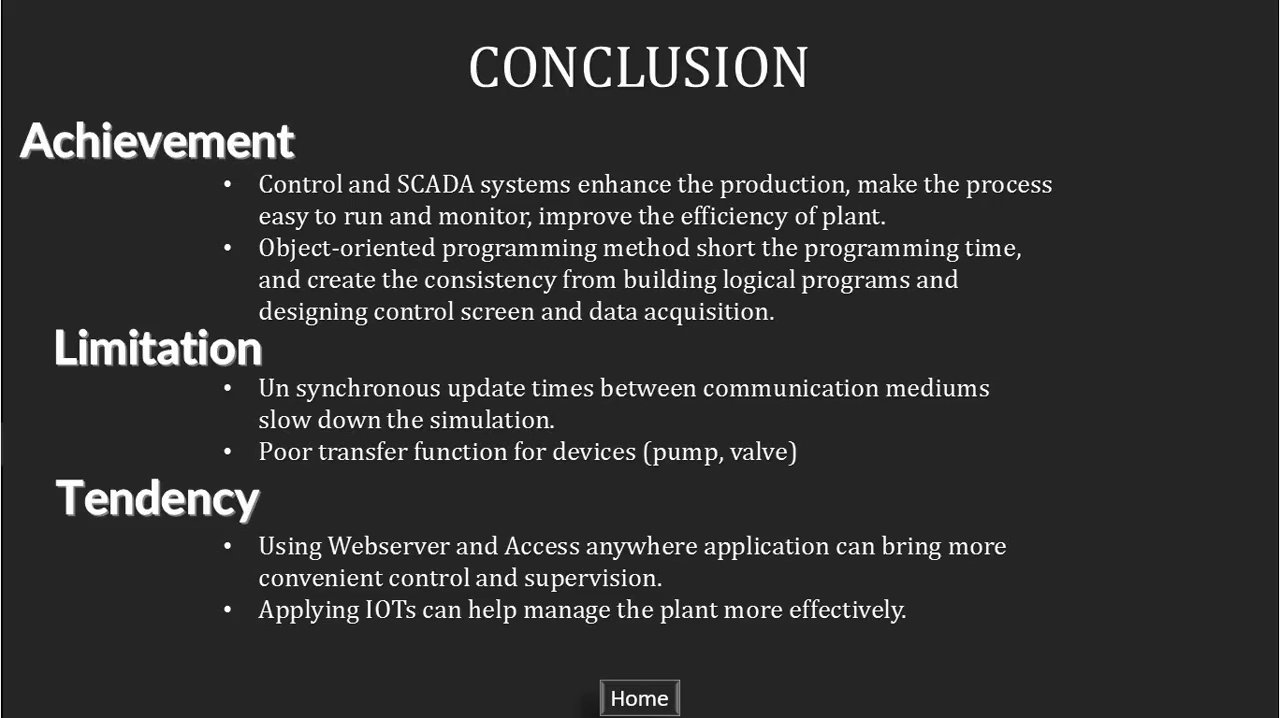 CONCLUSION
Achievement
• Control and SCADA systems enhance the production, make the process
easy to run and monitor, improve the efficiency of plant.
• Object-oriented programming method short the programming time,
and create the consistency from building logical programs and
designing control screen and data acquisition.
Limitation
• Un synchronous update times between communication mediums
slow down the simulation.
• Poor transfer function for devices (pump, valve)
Tendency
• Using Webserver and Access anywhere application can bring more
convenient control and supervision.
• Applying IOTs can help manage the plant more effectively.
Home